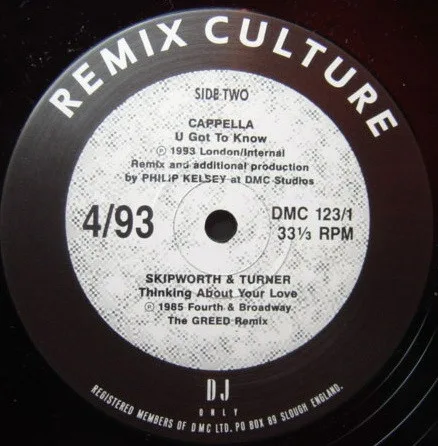 REMIX CULTURE
SIDE TWO
CAPPELLA
U Got To Know
℗ 1993 London/Internal
Remix and additional production
by PHILIP KELSEY at DMC Studios
4/93
DMC 123/1
33⅓ RPM
SKIPWORTH & TURNER
Thinking About Your Love
℗ 1985 Fourth & Broadway
The GREED Remix
DJ
ONLY
REGISTERED MEMBERS OF DMC LTD. PO BOX 89 SLOUGH ENGLAND.